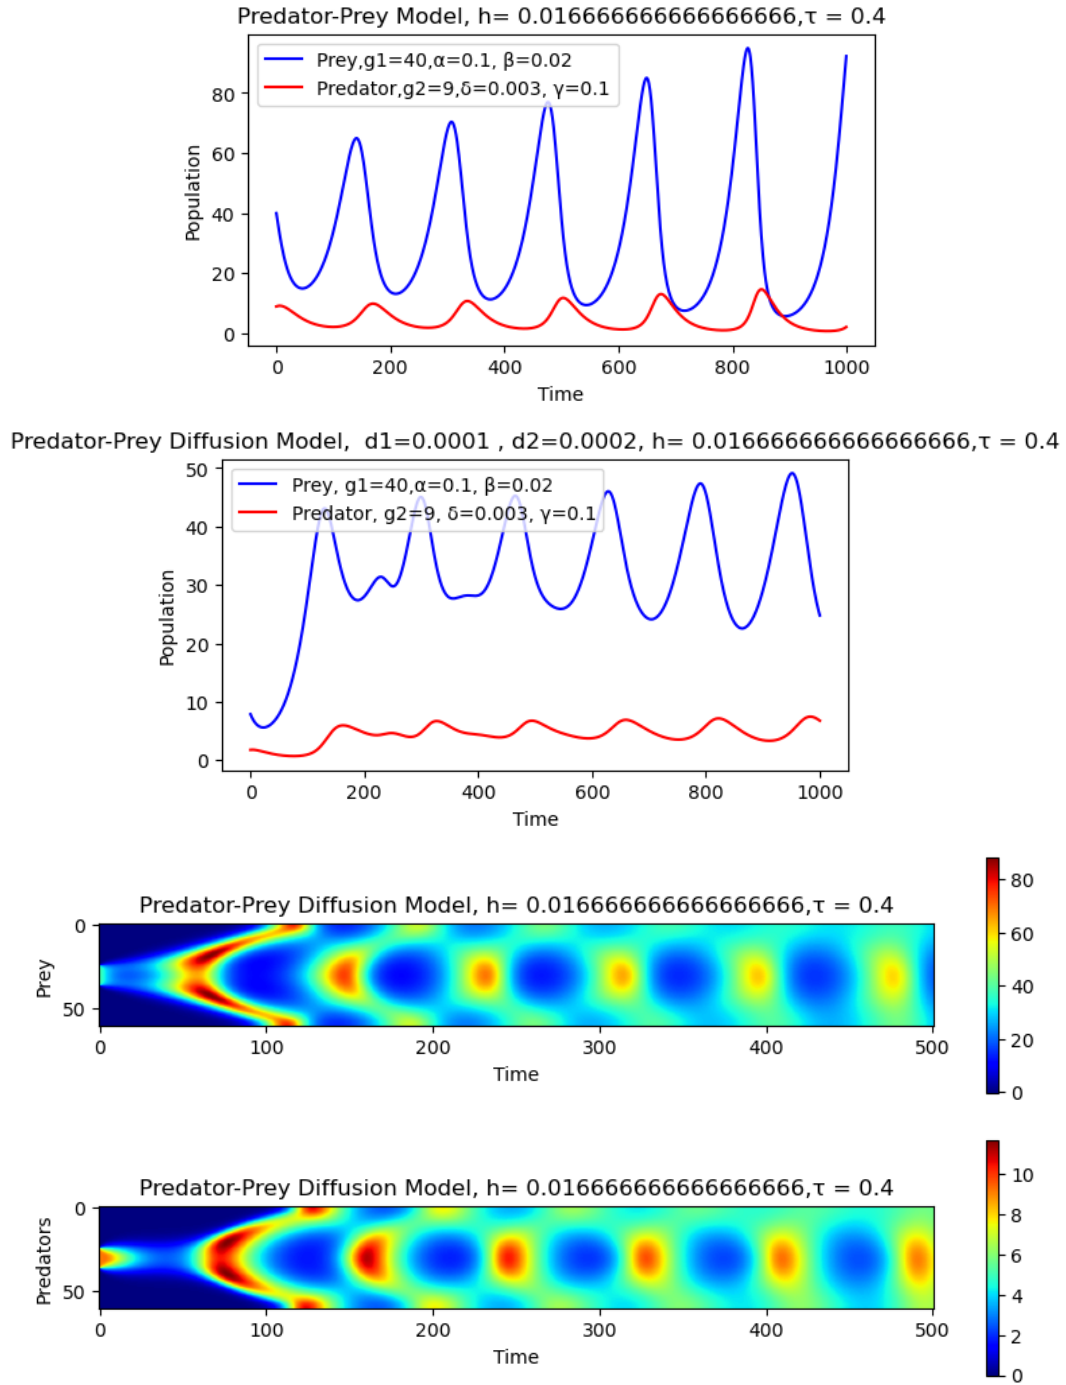 Predator-Prey Model, h= 0.016666666666666666,τ = 0.4
Prey,g1=40,α=0.1, β=0.02
Predator,g2=9,δ=0.003, γ=0.1
Population
80
60
40
20
0
0 200 400 600 800 1000
Time
Predator-Prey Diffusion Model,  d1=0.0001 , d2=0.0002, h= 0.016666666666666666,τ = 0.4
Prey, g1=40,α=0.1, β=0.02
Predator, g2=9, δ=0.003, γ=0.1
Population
50
40
30
20
10
0
0 200 400 600 800 1000
Time
Predator-Prey Diffusion Model, h= 0.016666666666666666,τ = 0.4
Prey
0
50
0 100 200 300 400 500
Time
80
60
40
20
0
Predator-Prey Diffusion Model, h= 0.016666666666666666,τ = 0.4
Predators
0
50
0 100 200 300 400 500
Time
10
8
6
4
2
0